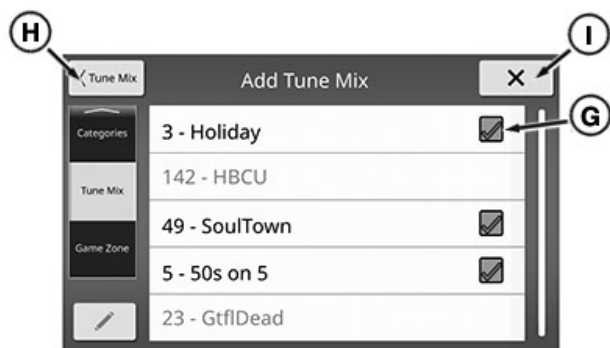 H
I
Tune Mix
Add Tune Mix
G
Categories
3 - Holiday
142 - HBCU
Tune Mix
49 - SoulTown
Game Zone
5 - 50s on 5
23 - GtflDead